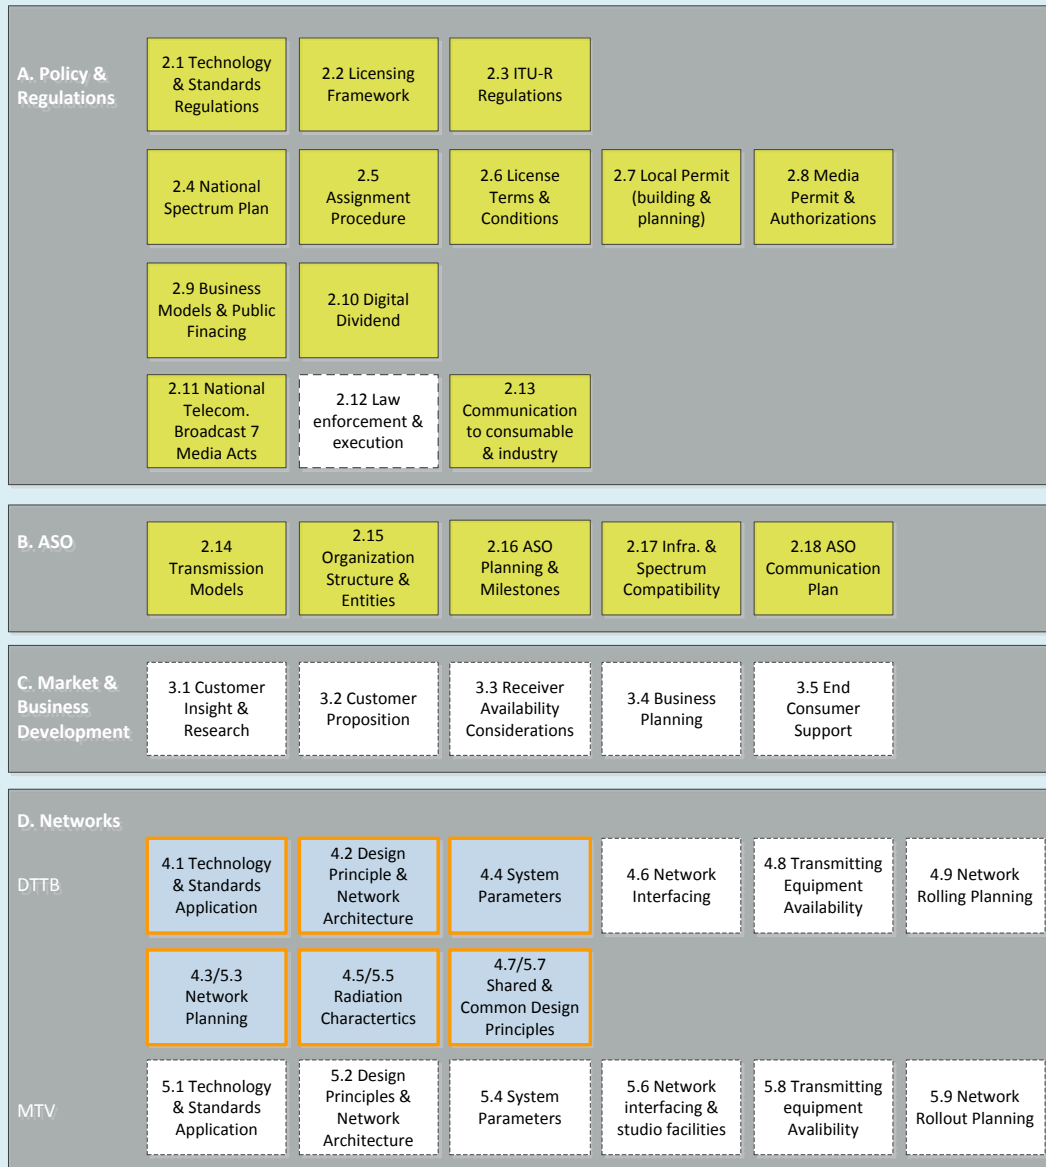 A. Policy &
Regulations
2.1 Technology
& Standards
Regulations
2.2 Licensing
Framework
2.3 ITU-R
Regulations
2.4 National
Spectrum Plan
2.5
Assignment
Procedure
2.6 License
Terms &
Conditions
2.7 Local Permit
(building &
planning)
2.8 Media
Permit &
Authorizations
2.9 Business
Models & Public
Finacing
2.10 Digital
Dividend
2.11 National
Telecom.
Broadcast 7
Media Acts
2.12 Law
enforcement &
execution
2.13
Communication
to consumable
& industry
B. ASO
2.14
Transmission
Models
2.15
Organization
Structure &
Entities
2.16 ASO
Planning &
Milestones
2.17 Infra. &
Spectrum
Compatibility
2.18 ASO
Communication
Plan
C. Market &
Business
Development
3.1 Customer
Insight &
Research
3.2 Customer
Proposition
3.3 Receiver
Availability
Considerations
3.4 Business
Planning
3.5 End
Consumer
Support
D. Networks
DTTB
4.1 Technology
& Standards
Application
4.2 Design
Principle &
Network
Architecture
4.4 System
Parameters
4.6 Network
Interfacing
4.8 Transmitting
Equipment
Availability
4.9 Network
Rolling Planning
4.3/5.3
Network
Planning
4.5/5.5
Radiation
Charactertics
4.7/5.7
Shared &
Common Design
Principles
MTV
5.1 Technology
& Standards
Application
5.2 Design
Principles &
Network
Architecture
5.4 System
Parameters
5.6 Network
interfacing &
studio facilities
5.8 Transmitting
equipment
Avalibility
5.9 Network
Rollout Planning